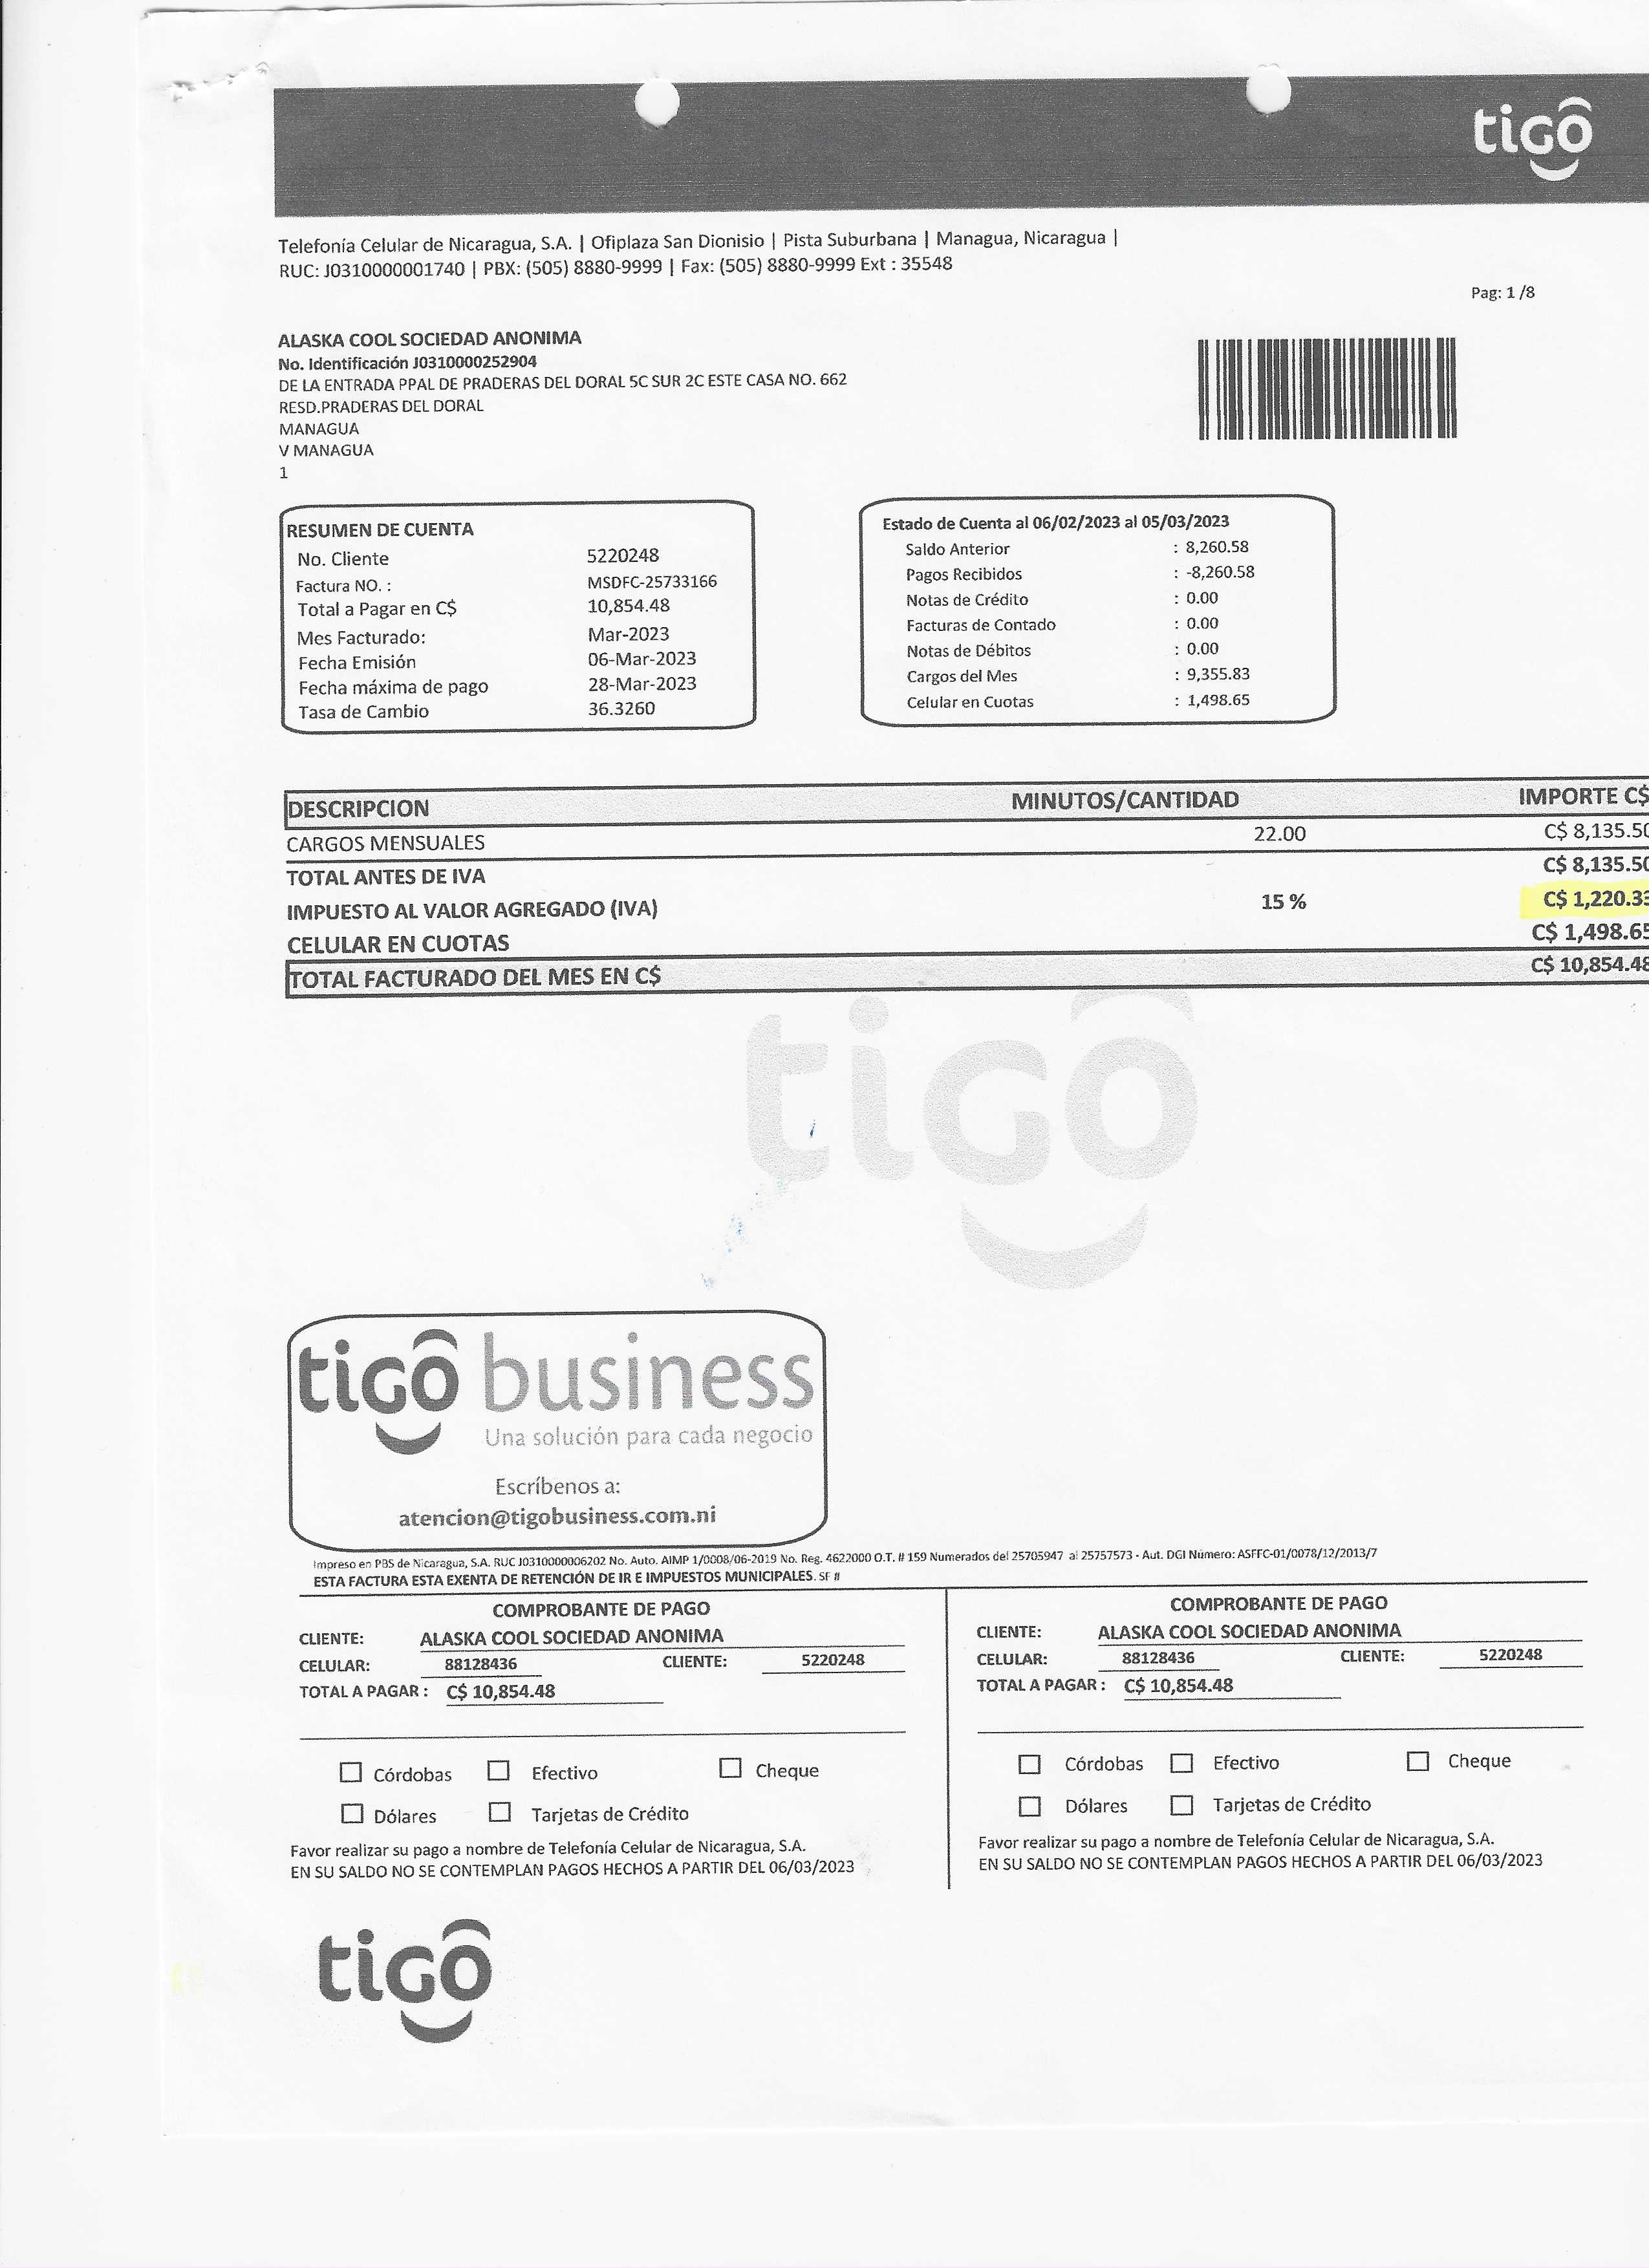 tigo
Telefonía Celular de Nicaragua, S.A. | Ofiplaza San Dionisio | Pista Suburbana | Managua, Nicaragua |
RUC: J0310000001740 | PBX: (505) 8880-9999 | Fax: (505) 8880-9999 Ext : 35548
Pag: 1 /8
ALASKA COOL SOCIEDAD ANONIMA
No. Identificación J0310000252904
DE LA ENTRADA PPAL DE PRADERAS DEL DORAL 5C SUR 2C ESTE CASA NO. 662
RESD.PRADERAS DEL DORAL
MANAGUA
V MANAGUA
1
RESUMEN DE CUENTA
No. Cliente 5220248
Factura NO. : MSDFC-25733166
Total a Pagar en C$ 10,854.48
Mes Facturado: Mar-2023
Fecha Emisión 06-Mar-2023
Fecha máxima de pago 28-Mar-2023
Tasa de Cambio 36.3260
Estado de Cuenta al 06/02/2023 al 05/03/2023
Saldo Anterior : 8,260.58
Pagos Recibidos : -8,260.58
Notas de Crédito : 0.00
Facturas de Contado : 0.00
Notas de Débitos : 0.00
Cargos del Mes : 9,355.83
Celular en Cuotas : 1,498.65
DESCRIPCION MINUTOS/CANTIDAD IMPORTE C$
CARGOS MENSUALES 22.00 C$ 8,135.50
TOTAL ANTES DE IVA C$ 8,135.50
IMPUESTO AL VALOR AGREGADO (IVA) 15 % C$ 1,220.33
CELULAR EN CUOTAS C$ 1,498.65
TOTAL FACTURADO DEL MES EN C$ C$ 10,854.48
tigo
tigo business
Una solución para cada negocio
Escríbenos a:
atencion@tigobusiness.com.ni
Impreso en PBS de Nicaragua, S.A. RUC J0310000006202 No. Auto. AIMP 1/0008/06-2019 No. Reg. 4622000 O.T. # 159 Numerados del 25705947 al 25757573 - Aut. DGI Número: ASFFC-01/0078/12/2013/7
ESTA FACTURA ESTA EXENTA DE RETENCIÓN DE IR E IMPUESTOS MUNICIPALES. SF #
COMPROBANTE DE PAGO
CLIENTE: ALASKA COOL SOCIEDAD ANONIMA
CELULAR: 88128436 CLIENTE: 5220248
TOTAL A PAGAR : C$ 10,854.48
Córdobas Efectivo Cheque
Dólares Tarjetas de Crédito
Favor realizar su pago a nombre de Telefonía Celular de Nicaragua, S.A.
EN SU SALDO NO SE CONTEMPLAN PAGOS HECHOS A PARTIR DEL 06/03/2023
COMPROBANTE DE PAGO
CLIENTE: ALASKA COOL SOCIEDAD ANONIMA
CELULAR: 88128436 CLIENTE: 5220248
TOTAL A PAGAR : C$ 10,854.48
Córdobas Efectivo Cheque
Dólares Tarjetas de Crédito
Favor realizar su pago a nombre de Telefonía Celular de Nicaragua, S.A.
EN SU SALDO NO SE CONTEMPLAN PAGOS HECHOS A PARTIR DEL 06/03/2023
tigo